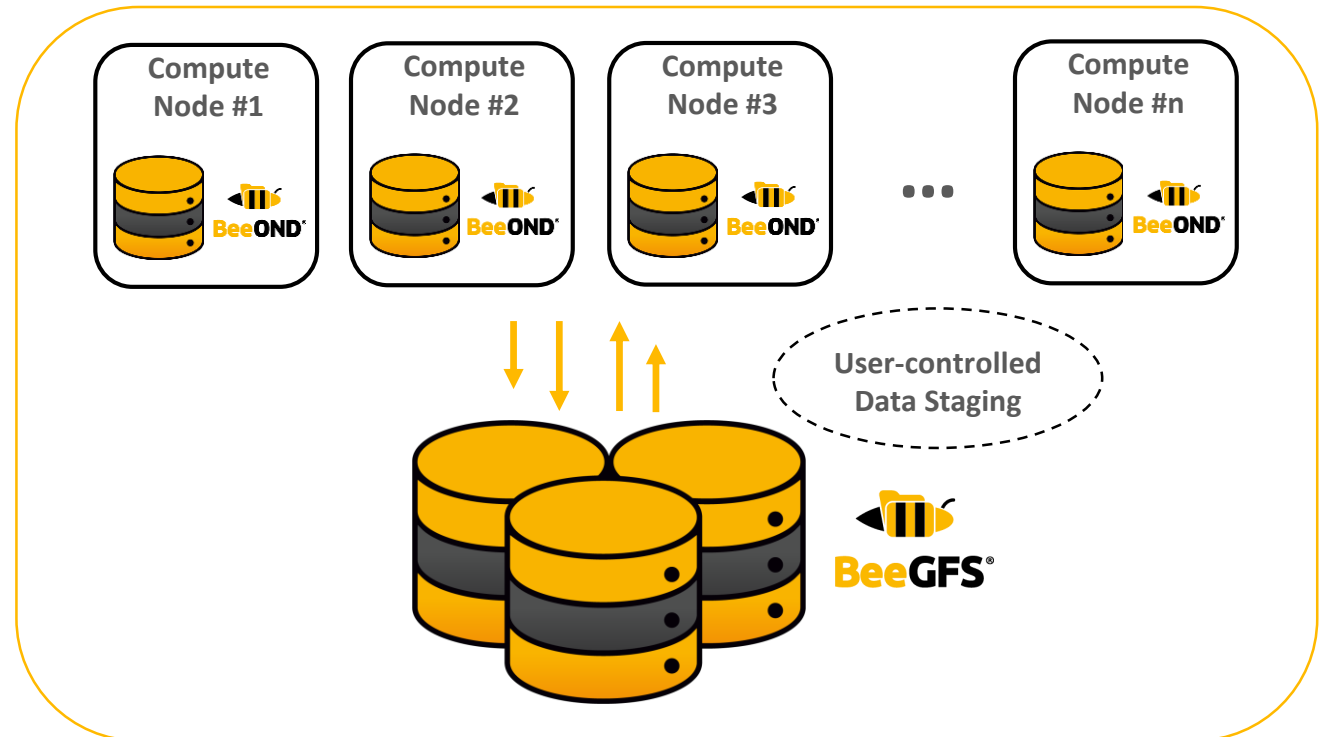 Compute
Node #1
BeeOND
Compute
Node #2
BeeOND
Compute
Node #3
BeeOND
...
Compute
Node #n
BeeOND
User-controlled
Data Staging
BeeGFS®